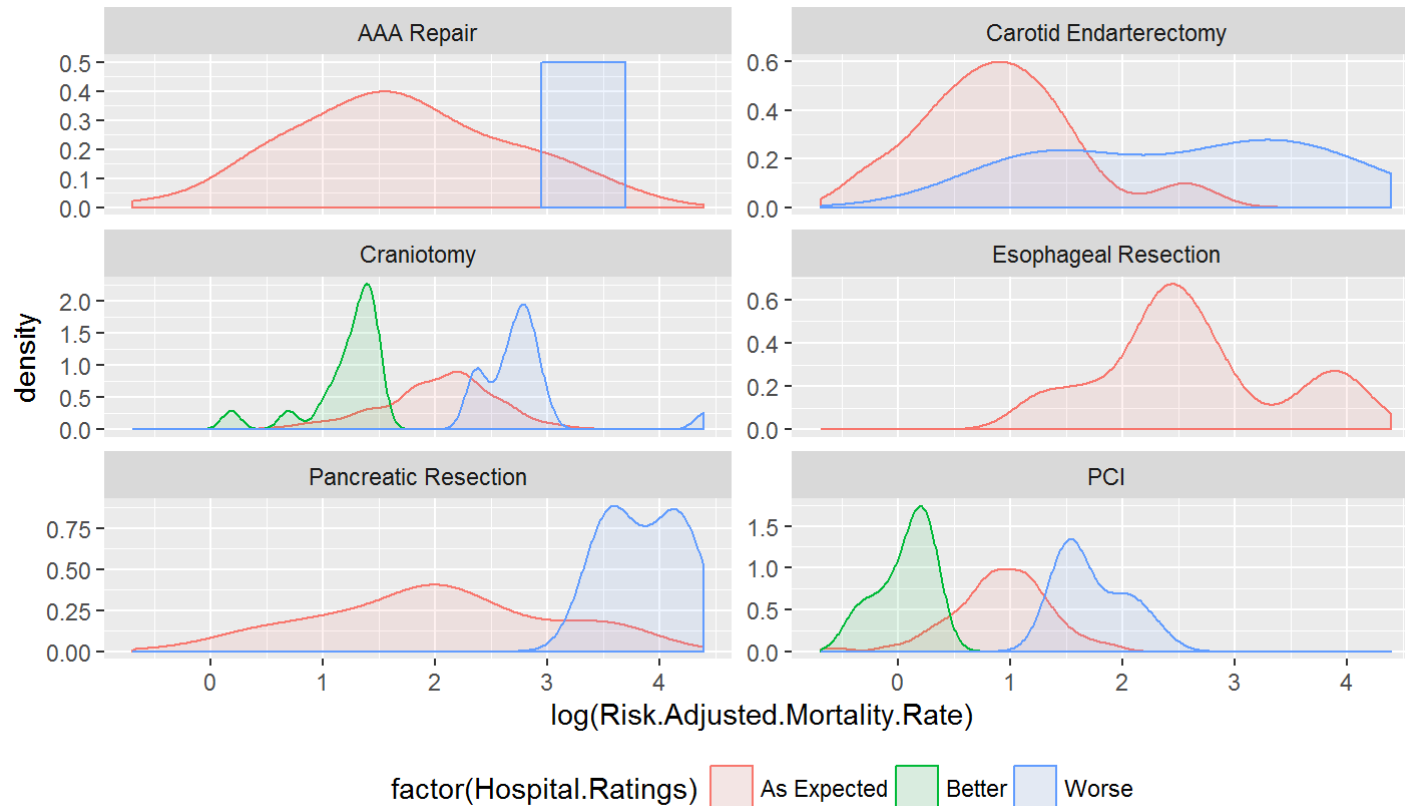 AAA Repair
Carotid Endarterectomy
0.5
0.4
0.3
0.2
0.1
0.0
0.6
0.4
0.2
0.0
Craniotomy
Esophageal Resection
2.0
1.5
1.0
0.5
0.0
0.6
0.4
0.2
0.0
Pancreatic Resection
PCI
0.75
0.50
0.25
0.00
1.5
1.0
0.5
0.0
0 1 2 3 4
0 1 2 3 4
density
log(Risk.Adjusted.Mortality.Rate)
factor(Hospital.Ratings) As Expected Better Worse